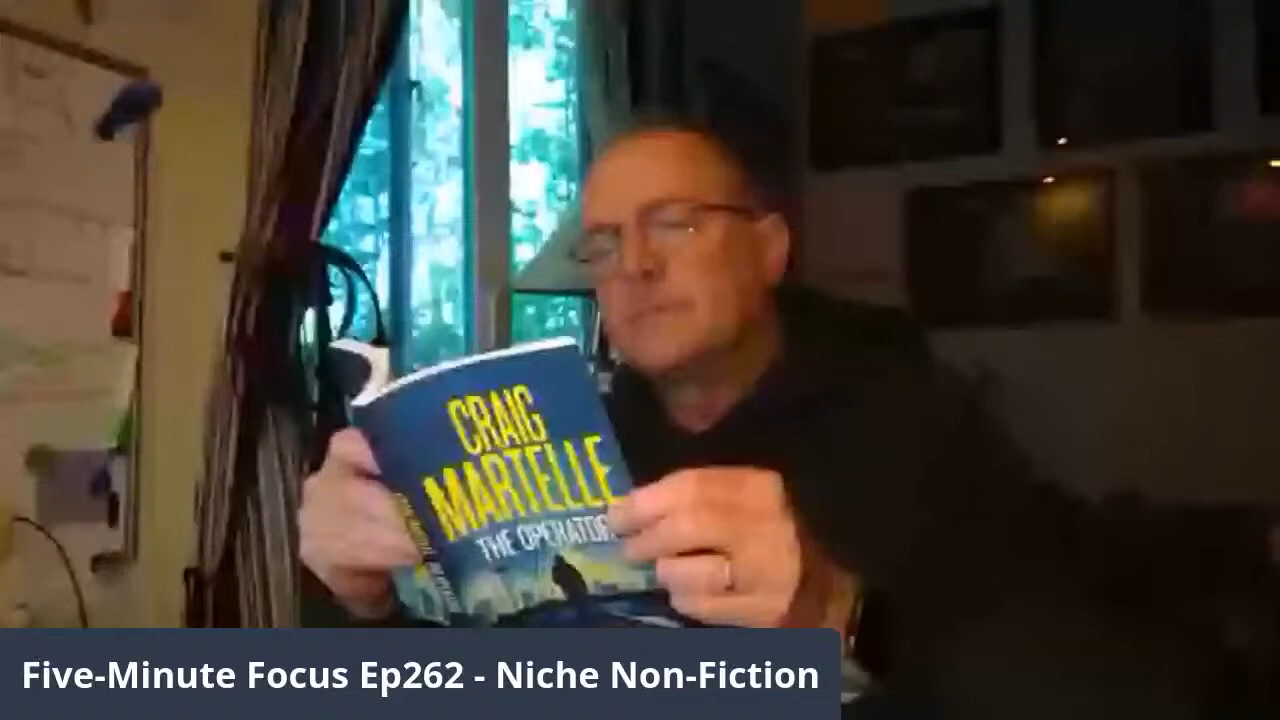 CRAIG
MARTELLE
THE OPERATOR
Five-Minute Focus Ep262 - Niche Non-Fiction